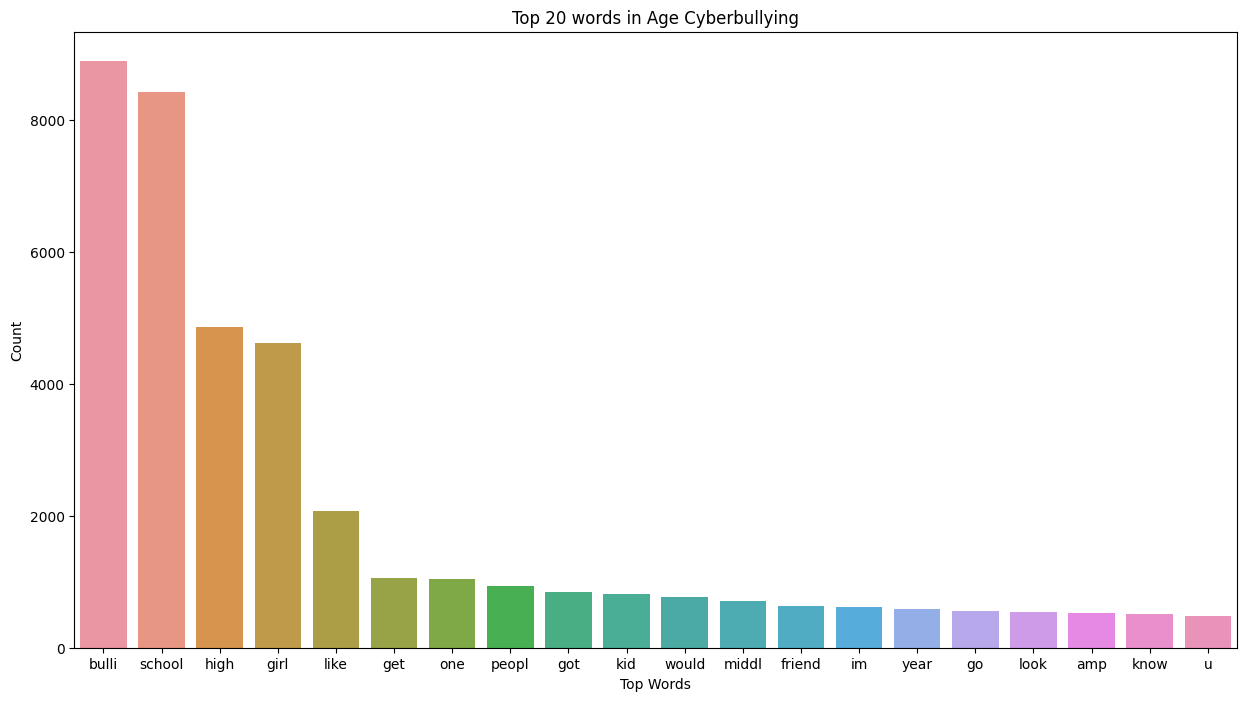 Top 20 words in Age Cyberbullying
8000
6000
4000
2000
0
Count
bulli school high girl like get one peopl got kid would middl friend im year go look amp know u
Top Words